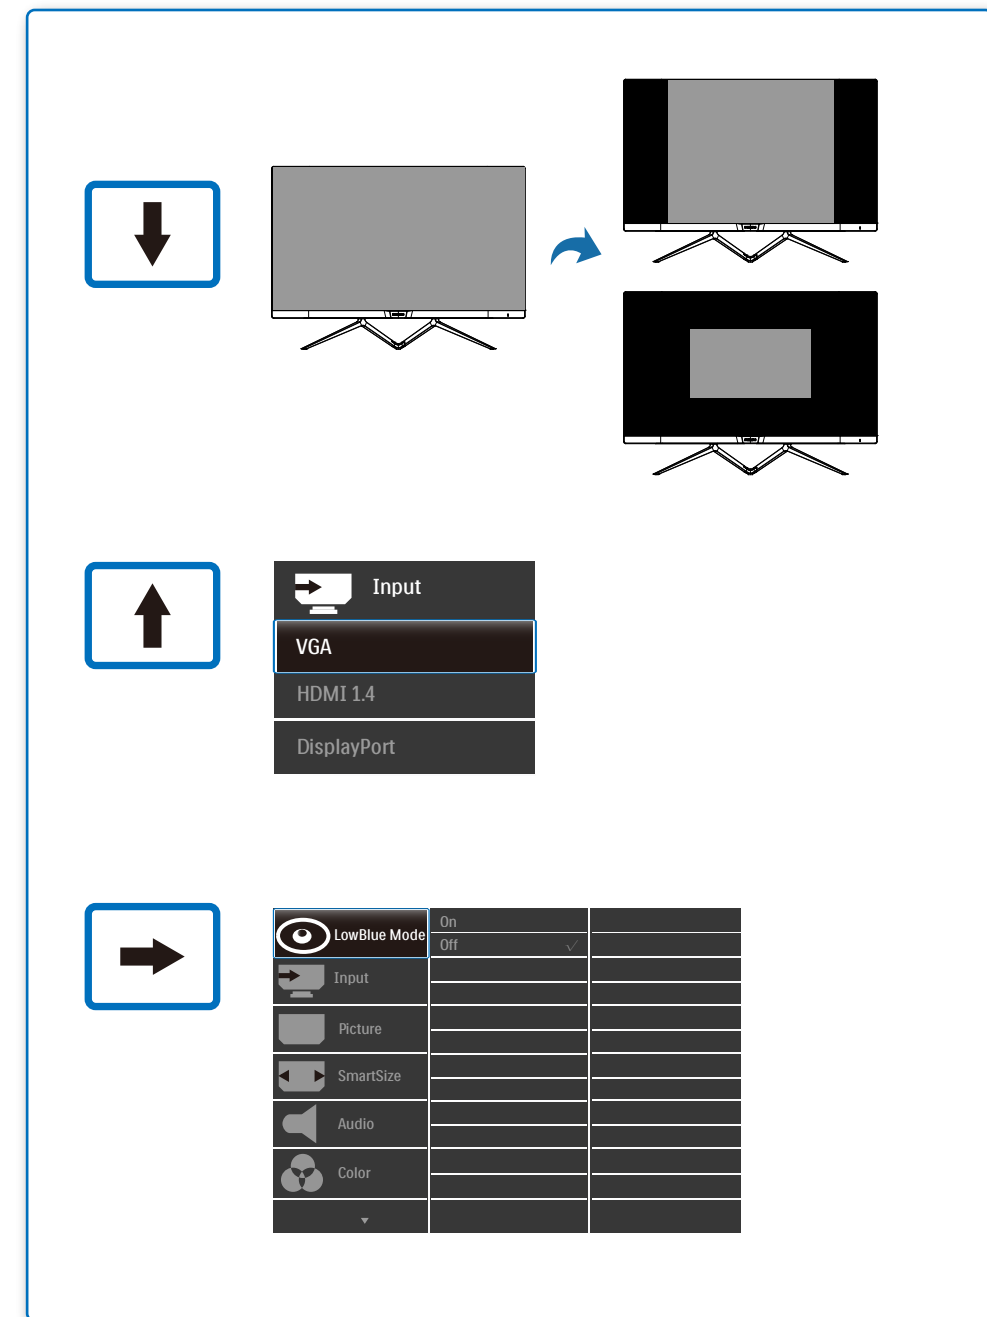 Input
VGA
HDMI 1.4
DisplayPort
LowBlue Mode
On
Off √
Input
Picture
SmartSize
Audio
Color